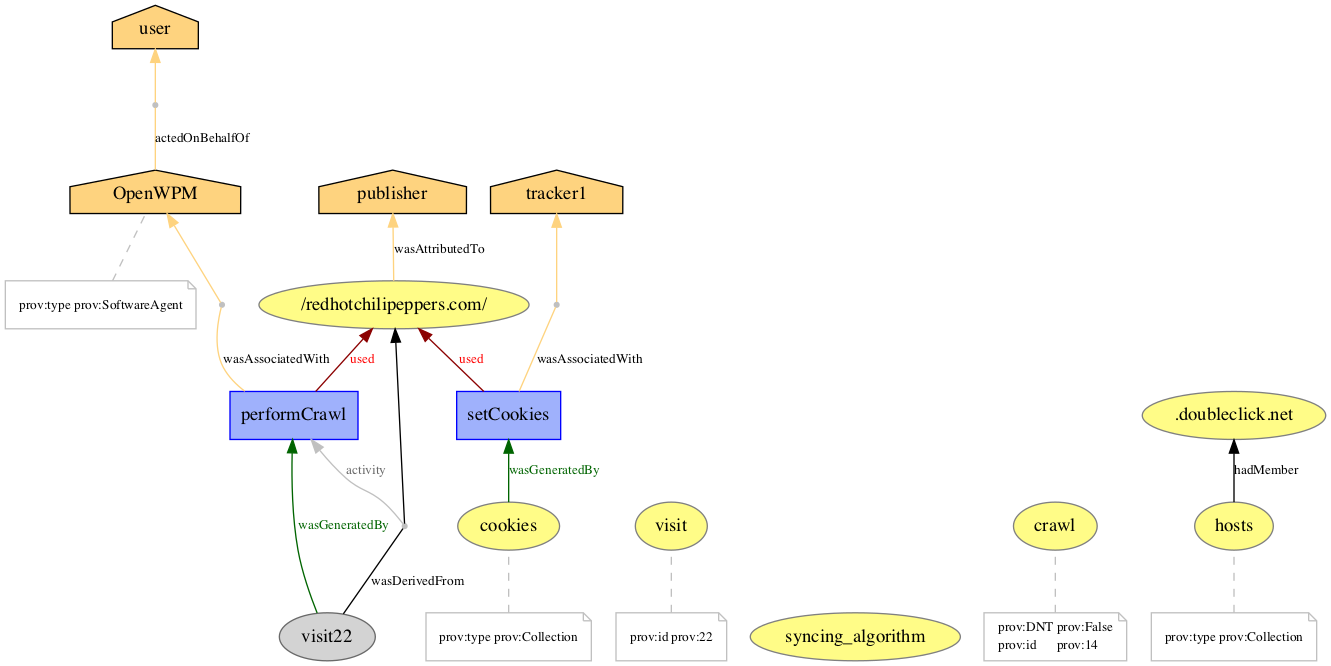 user
actedOnBehalfOf
OpenWPM
publisher
tracker1
wasAttributedTo
prov:type prov:SoftwareAgent
/redhotchilipeppers.com/
wasAssociatedWith
used
used
wasAssociatedWith
performCrawl
setCookies
.doubleclick.net
activity
wasGeneratedBy
hadMember
wasGeneratedBy
cookies
visit
crawl
hosts
wasDerivedFrom
visit22
prov:type prov:Collection
prov:id prov:22
syncing_algorithm
prov:DNT prov:False
prov:id prov:14
prov:type prov:Collection